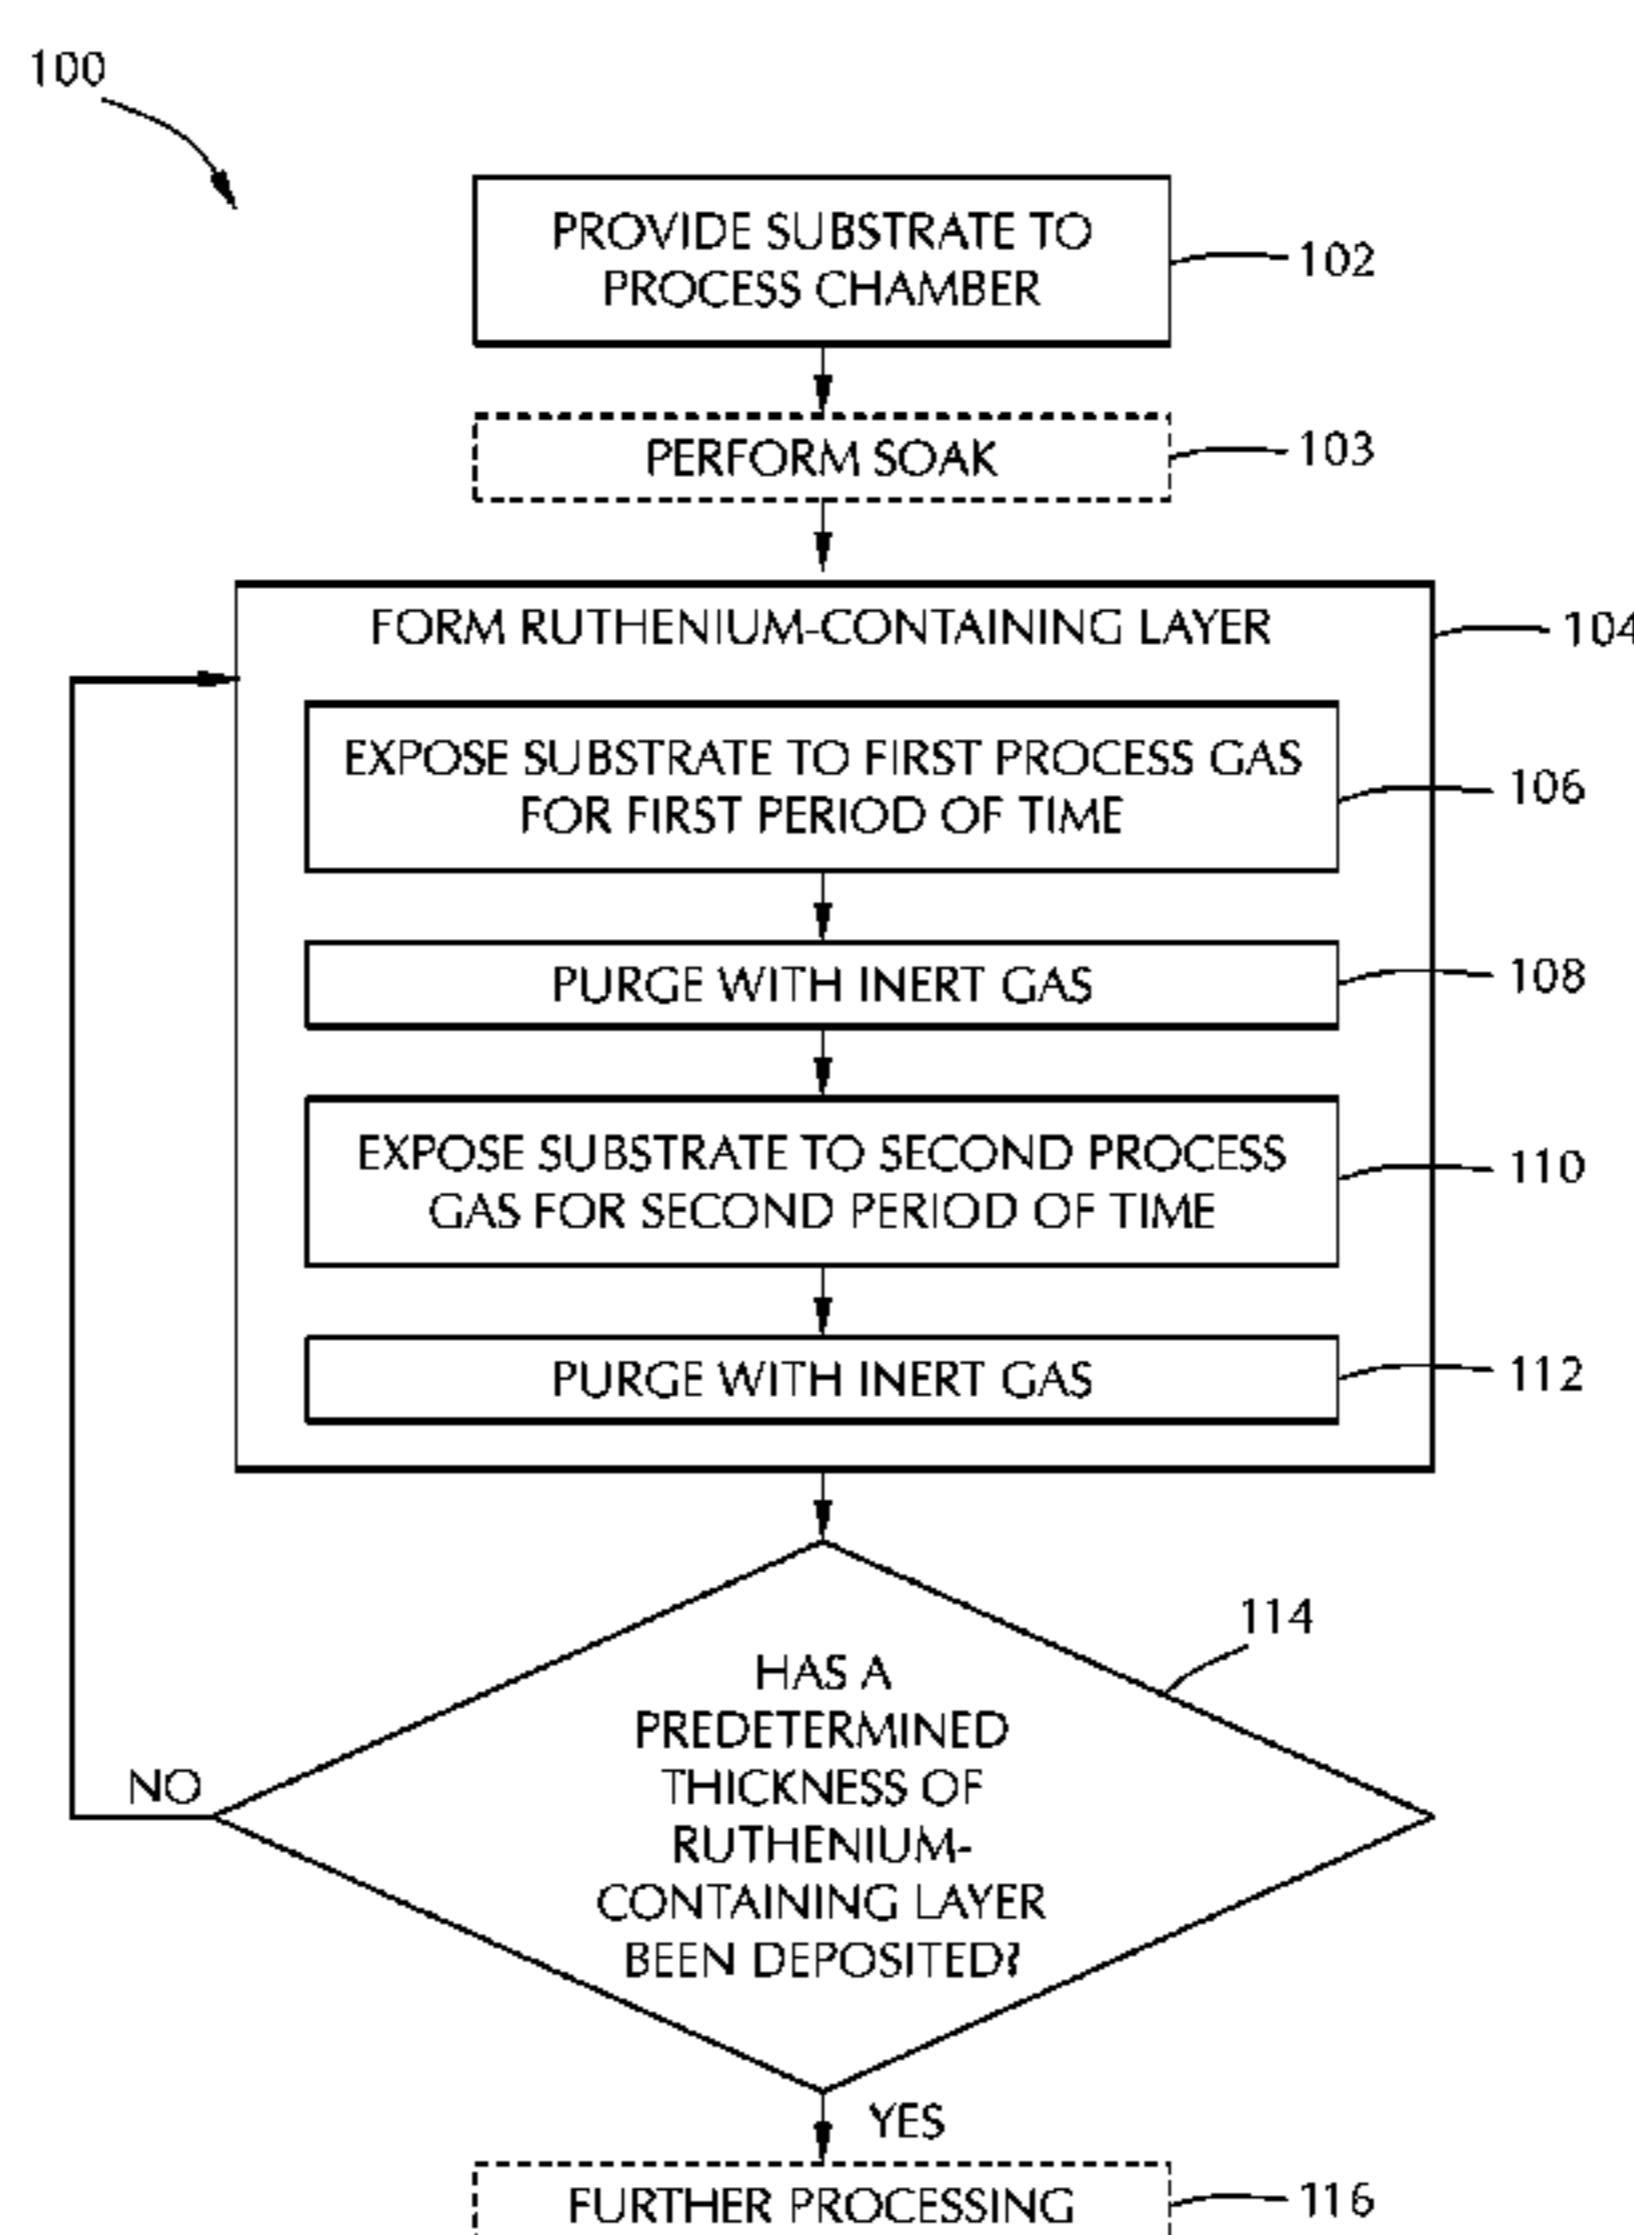 100
PROVIDE SUBSTRATE TO
PROCESS CHAMBER
102
PERFORM SOAK
103
FORM RUTHENIUM-CONTAINING LAYER
104
EXPOSE SUBSTRATE TO FIRST PROCESS GAS
FOR FIRST PERIOD OF TIME
106
PURGE WITH INERT GAS
108
EXPOSE SUBSTRATE TO SECOND PROCESS
GAS FOR SECOND PERIOD OF TIME
110
PURGE WITH INERT GAS
112
114
HAS A
PREDETERMINED
THICKNESS OF
RUTHENIUM-
CONTAINING LAYER
BEEN DEPOSITED?
NO
YES
FURTHER PROCESSING
116